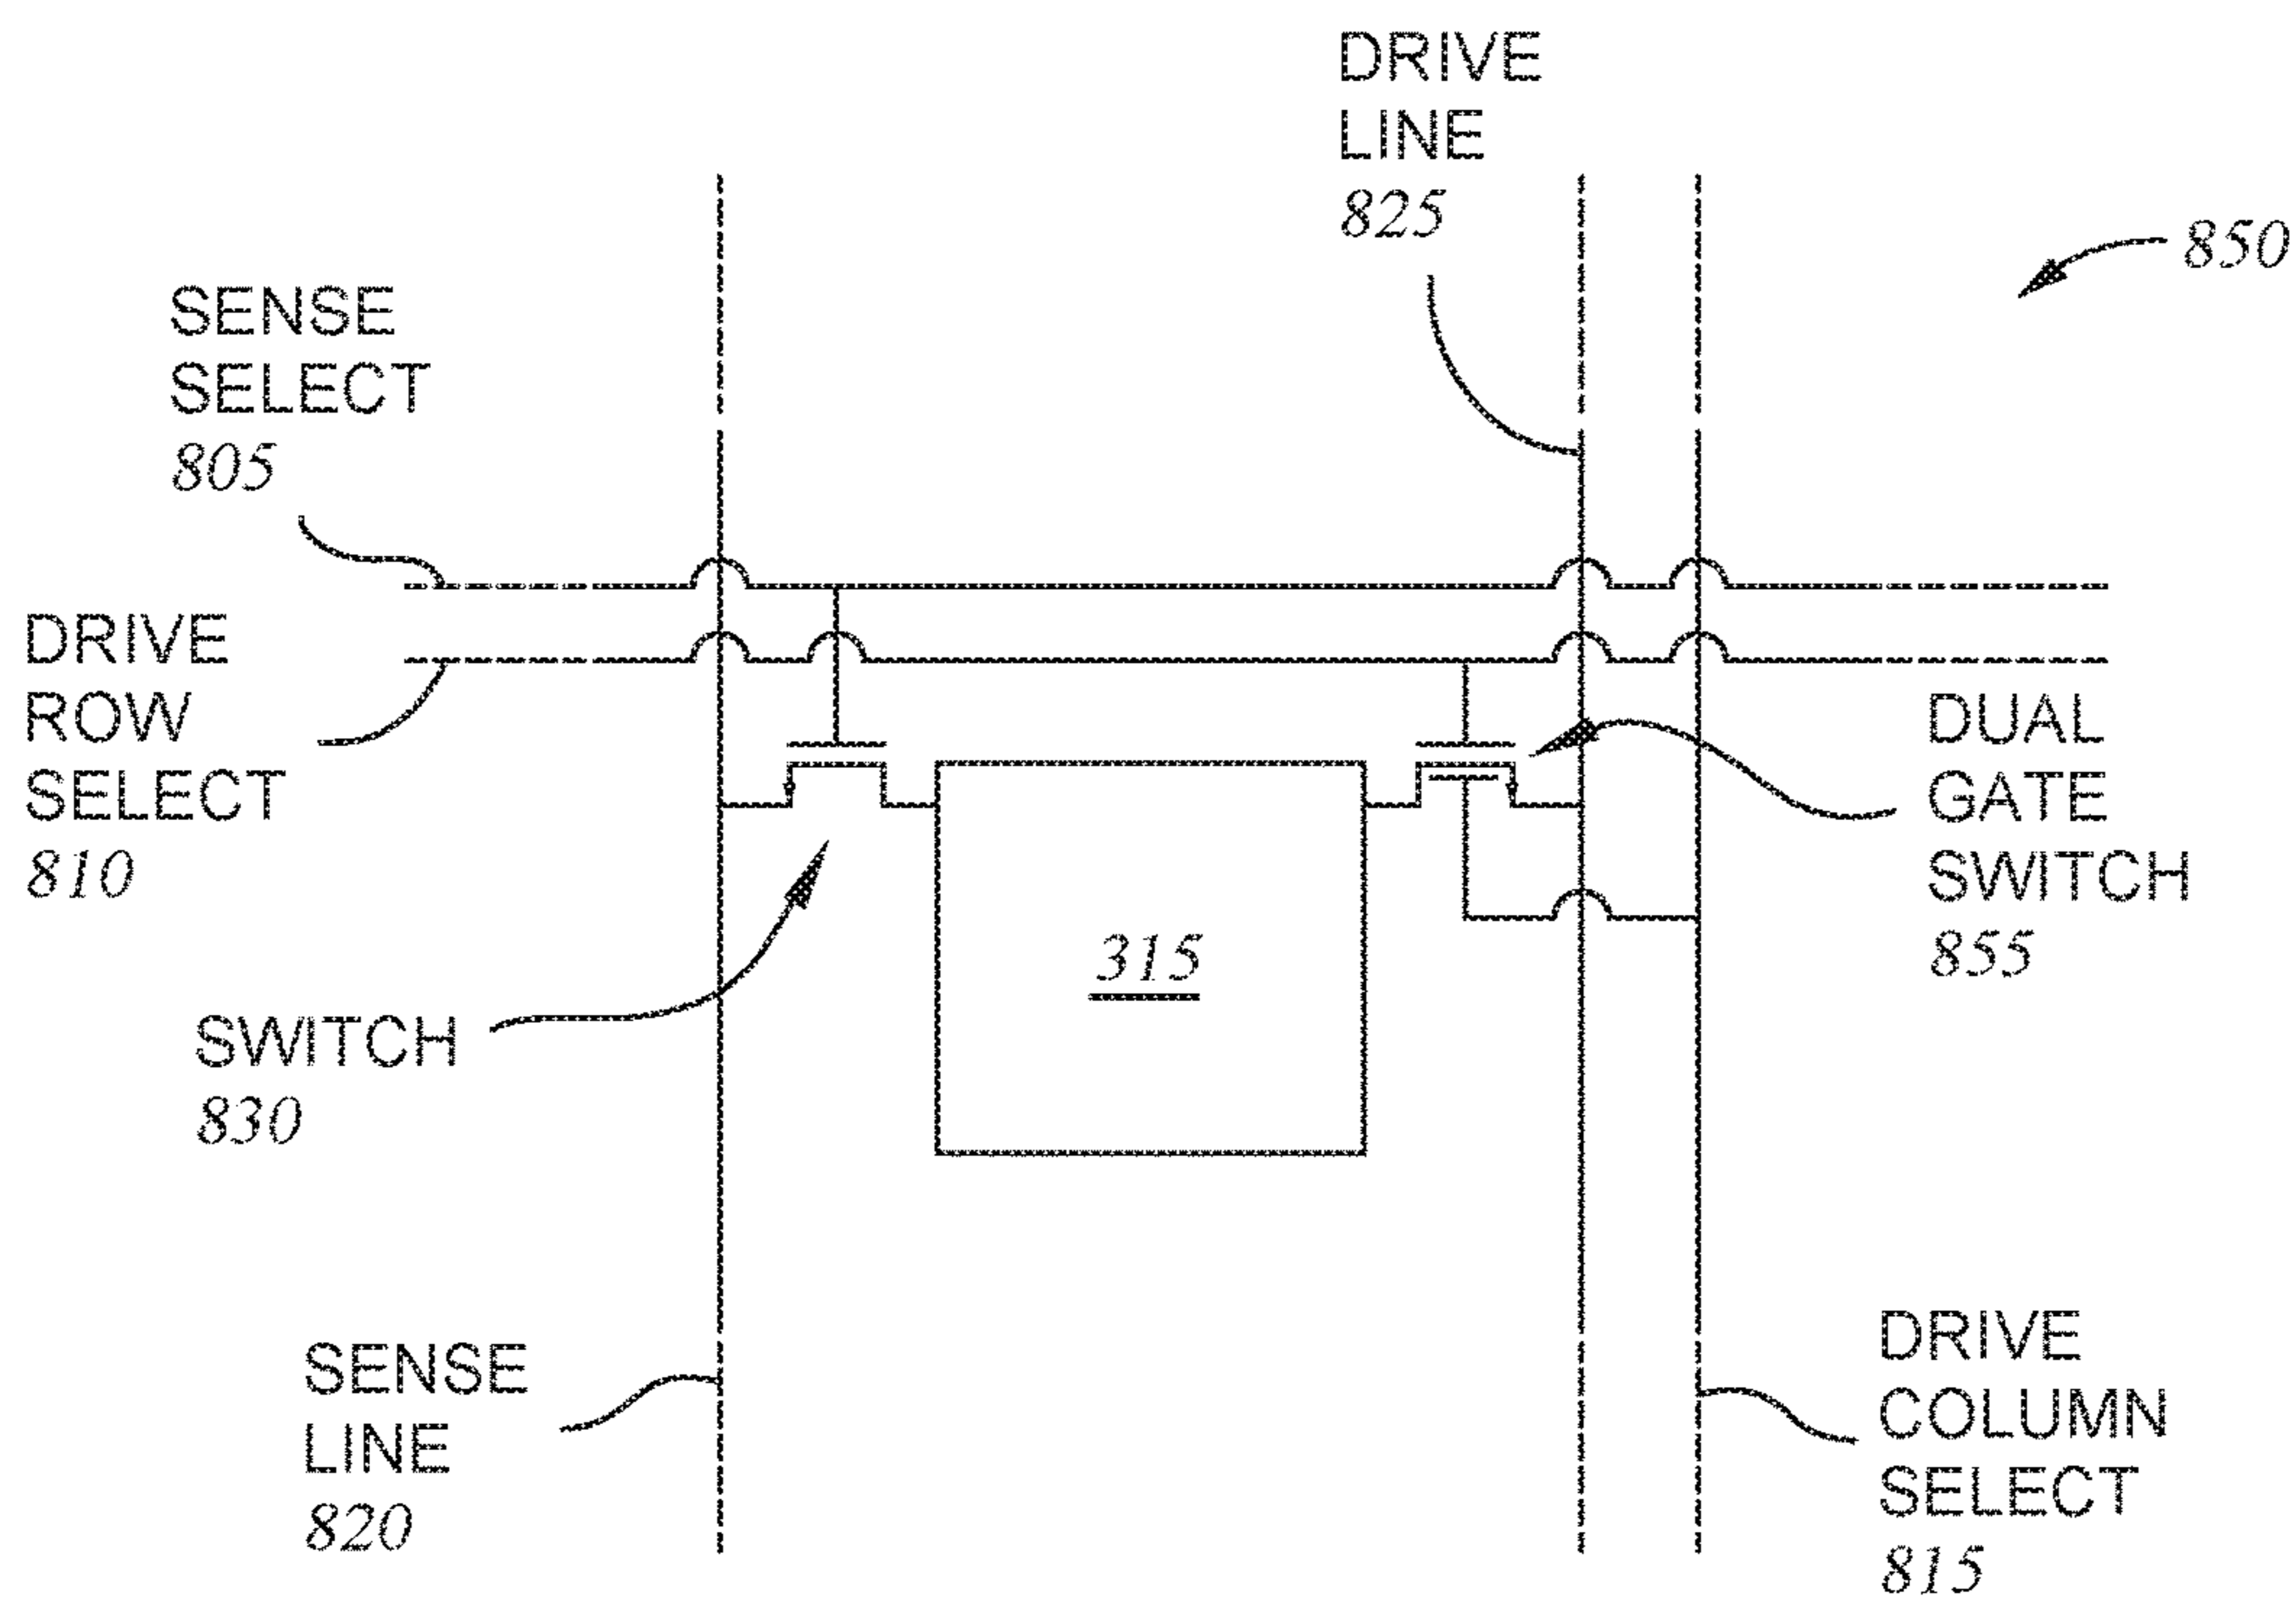 DRIVE
LINE
825
850
SENSE
SELECT
805
DRIVE
ROW
SELECT
810
DUAL
GATE
SWITCH
855
315
SWITCH
830
SENSE
LINE
820
DRIVE
COLUMN
SELECT
815